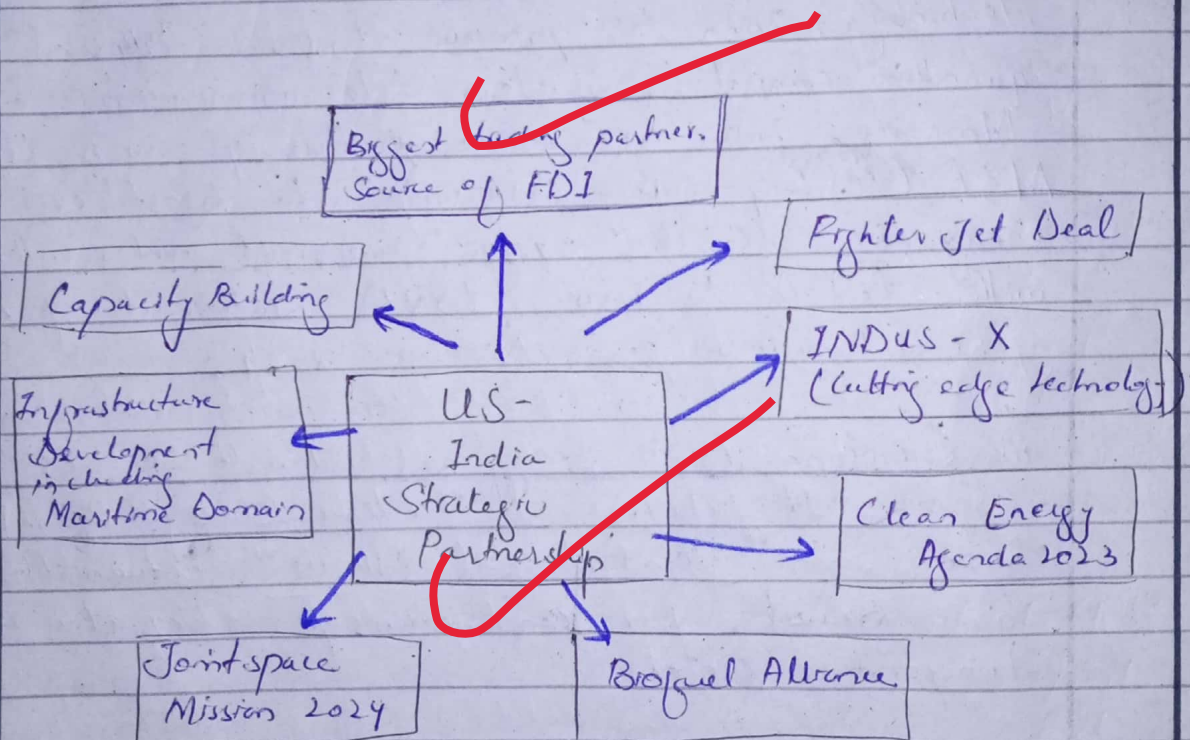 Biggest trading partner.
Source of FDI
Fighter Jet Deal
Capacity Building
INDUS - X
(Cutting edge technology)
Infrastructure
Development
including
Maritime Domain
US-
India
Strategic
Partnership
Clean Energy
Agenda 2023
Joint space
Mission 2024
Biofuel Alliance